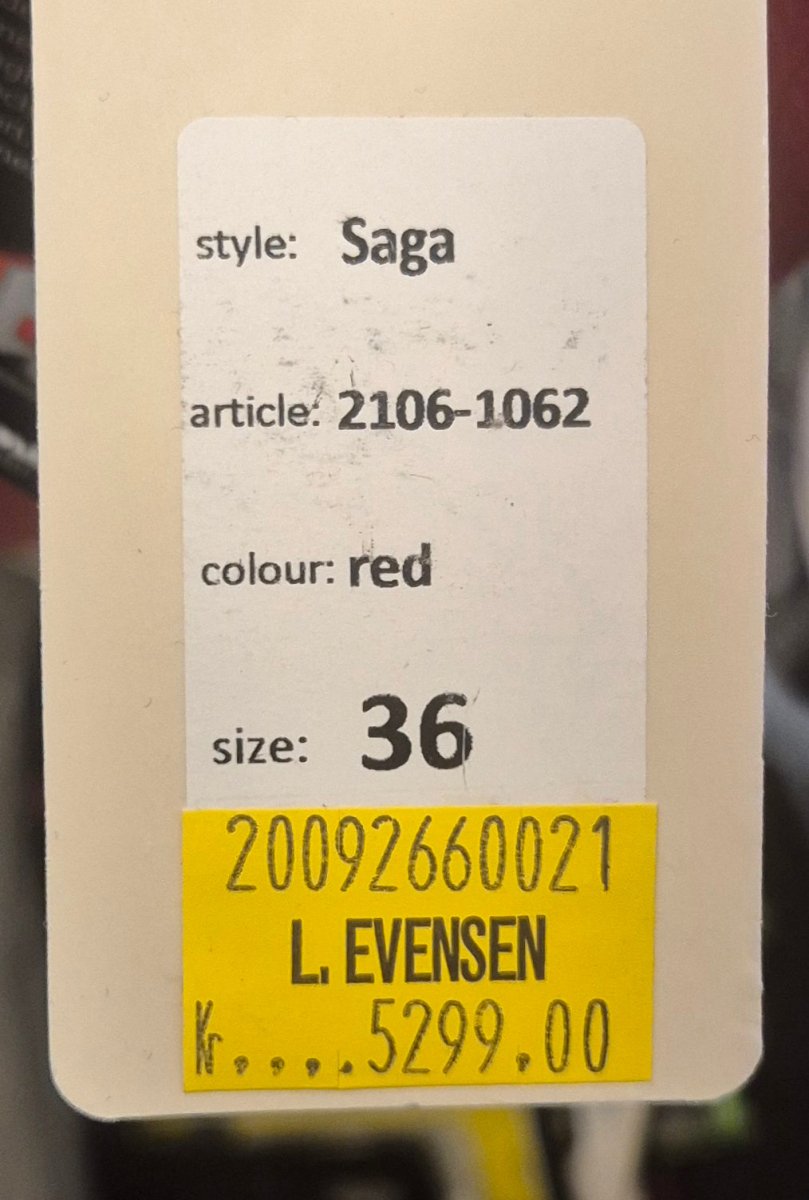 style: Saga
article: 2106-1062
colour: red
size: 36
20092660021
L. EVENSEN
Kr.....5299.00